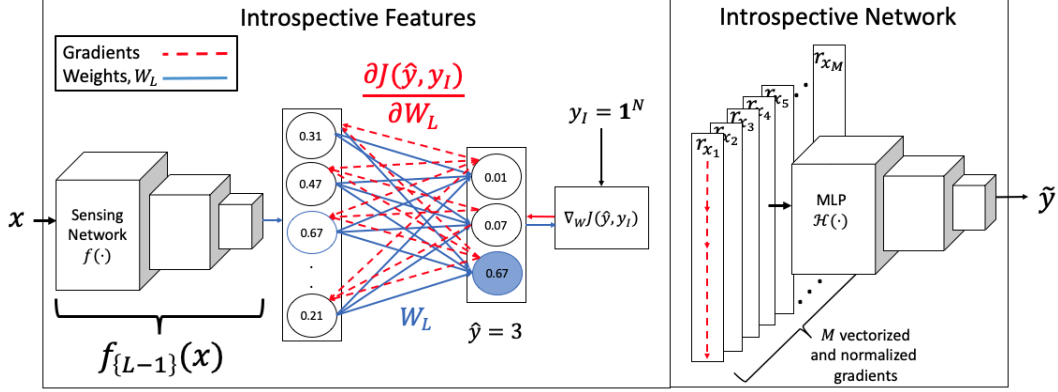 Introspective Features
Gradients
Weights, W_L
x
Sensing
Network
f(·)
f_{L−1}(x)
0.31
0.47
0.67
.
.
0.21
∂J(ŷ, y_I)
∂W_L
W_L
0.01
0.07
0.67
ŷ = 3
y_I = 1^N
∇_W J(ŷ, y_I)
Introspective Network
r_{x_1}
r_{x_2}
r_{x_3}
r_{x_4}
r_{x_5}
r_{x_M}
MLP
ℋ(·)
ỹ
M vectorized
and normalized
gradients